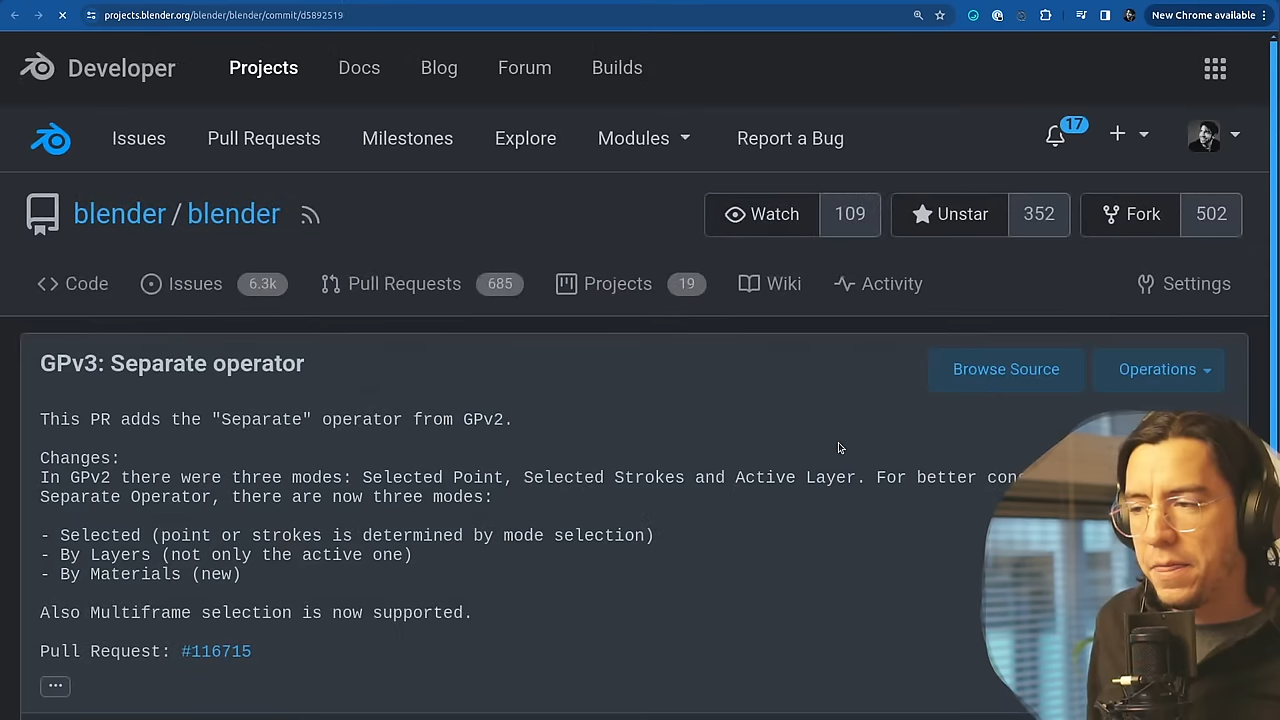 projects.blender.org/blender/blender/commit/d5892519
New Chrome available
Developer
Projects
Docs
Blog
Forum
Builds
Issues
Pull Requests
Milestones
Explore
Modules
Report a Bug
17
blender / blender
Watch 109
Unstar 352
Fork 502
Code
Issues 6.3k
Pull Requests 685
Projects 19
Wiki
Activity
Settings
GPv3: Separate operator
Browse Source
Operations
This PR adds the "Separate" operator from GPv2.
Changes:
In GPv2 there were three modes: Selected Point, Selected Strokes and Active Layer. For better con
Separate Operator, there are now three modes:
- Selected (point or strokes is determined by mode selection)
- By Layers (not only the active one)
- By Materials (new)
Also Multiframe selection is now supported.
Pull Request: #116715
...